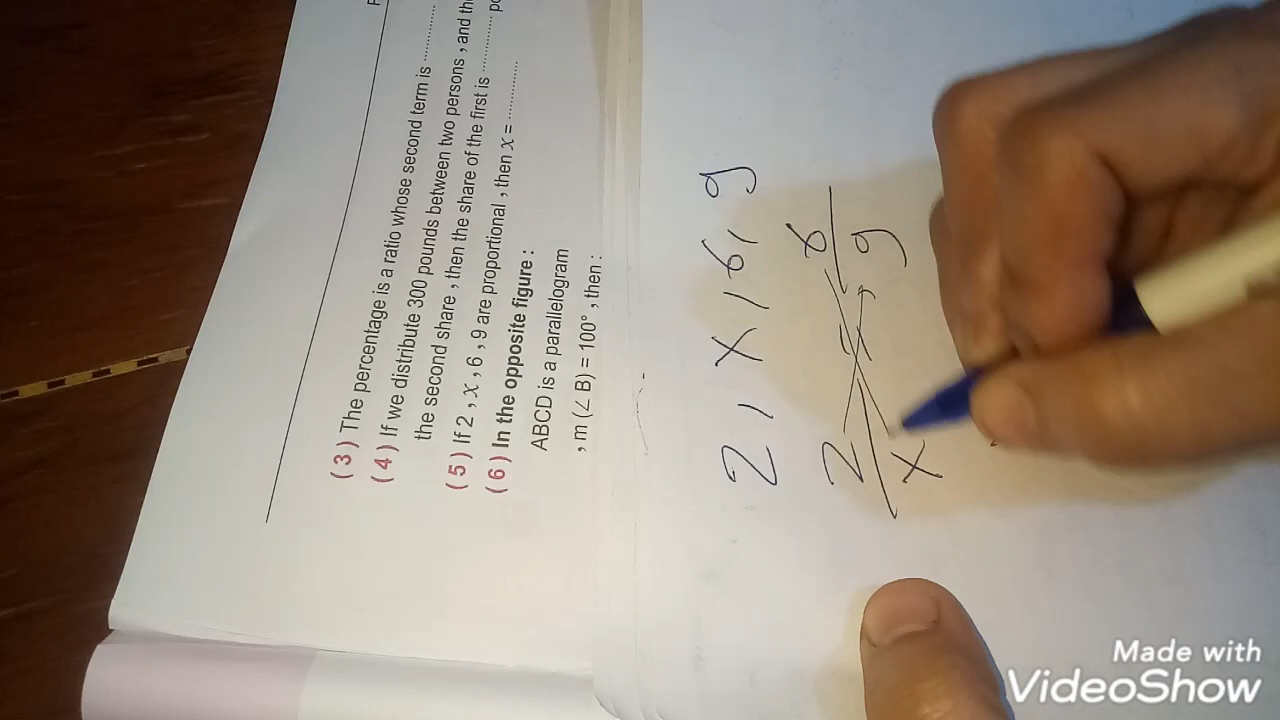 (3) The percentage is a ratio whose second term is ............
(4) If we distribute 300 pounds between two persons , and th
the second share , then the share of the first is ............ po
(5) If 2 , x , 6 , 9 are proportional , then x = ............
(6) In the opposite figure :
ABCD is a parallelogram
, m (∠ B) = 100° , then :
2 , x , 6 , 9
2 6
x = 9
Made with
VideoShow